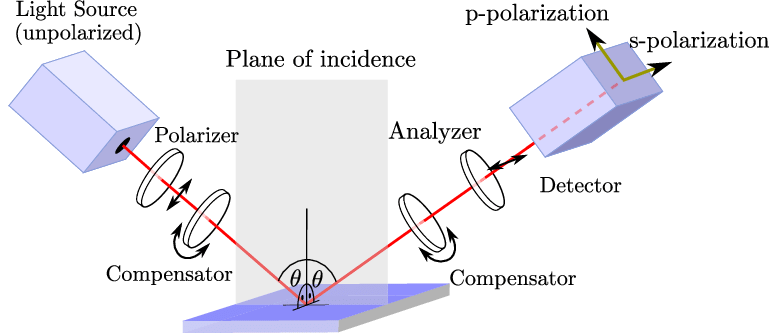 Light Source
(unpolarized)
p-polarization
s-polarization
Plane of incidence
Polarizer
Analyzer
Detector
Compensator
θ θ
Compensator